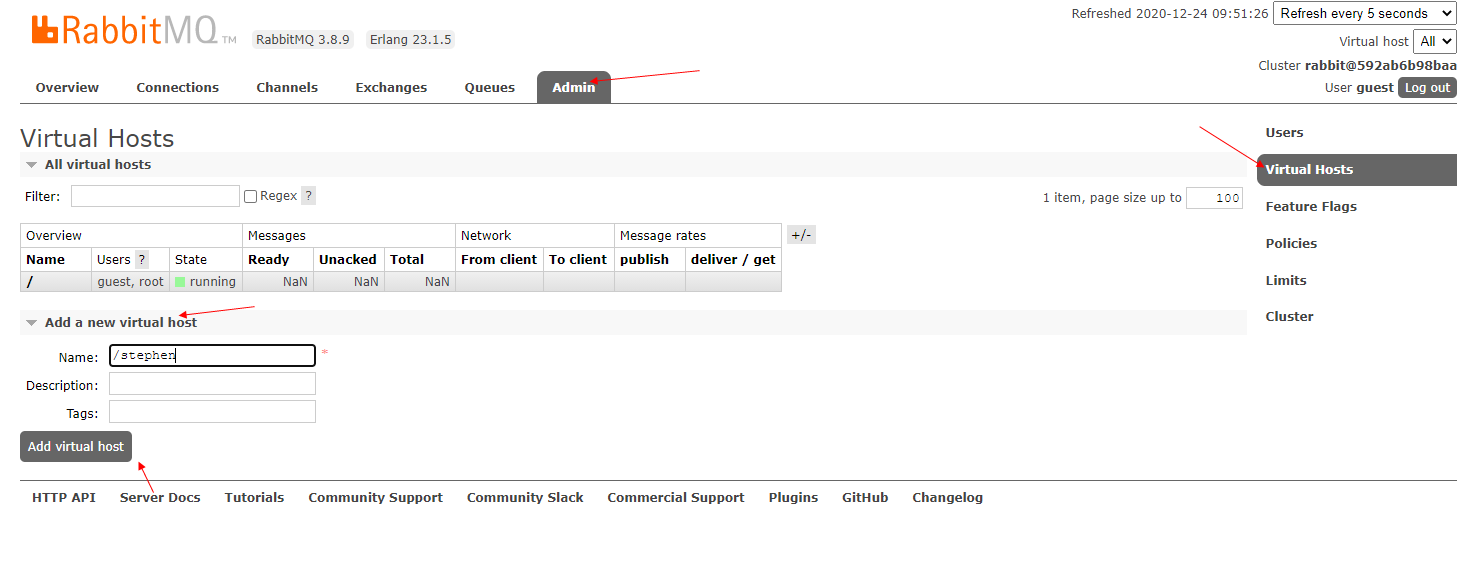 Refreshed 2020-12-24 09:51:26 Refresh every 5 seconds
RabbitMQ TM RabbitMQ 3.8.9 Erlang 23.1.5
Virtual host All
Cluster rabbit@592ab6b98baa
User guest Log out
Overview Connections Channels Exchanges Queues Admin
Virtual Hosts
All virtual hosts
Filter: Regex ? 1 item, page size up to 100
Overview Messages Network Message rates +/-
Name Users ? State Ready Unacked Total From client To client publish deliver / get
/ guest, root running NaN NaN NaN
Add a new virtual host
Name: /stephen *
Description:
Tags:
Add virtual host
Users
Virtual Hosts
Feature Flags
Policies
Limits
Cluster
HTTP API Server Docs Tutorials Community Support Community Slack Commercial Support Plugins GitHub Changelog